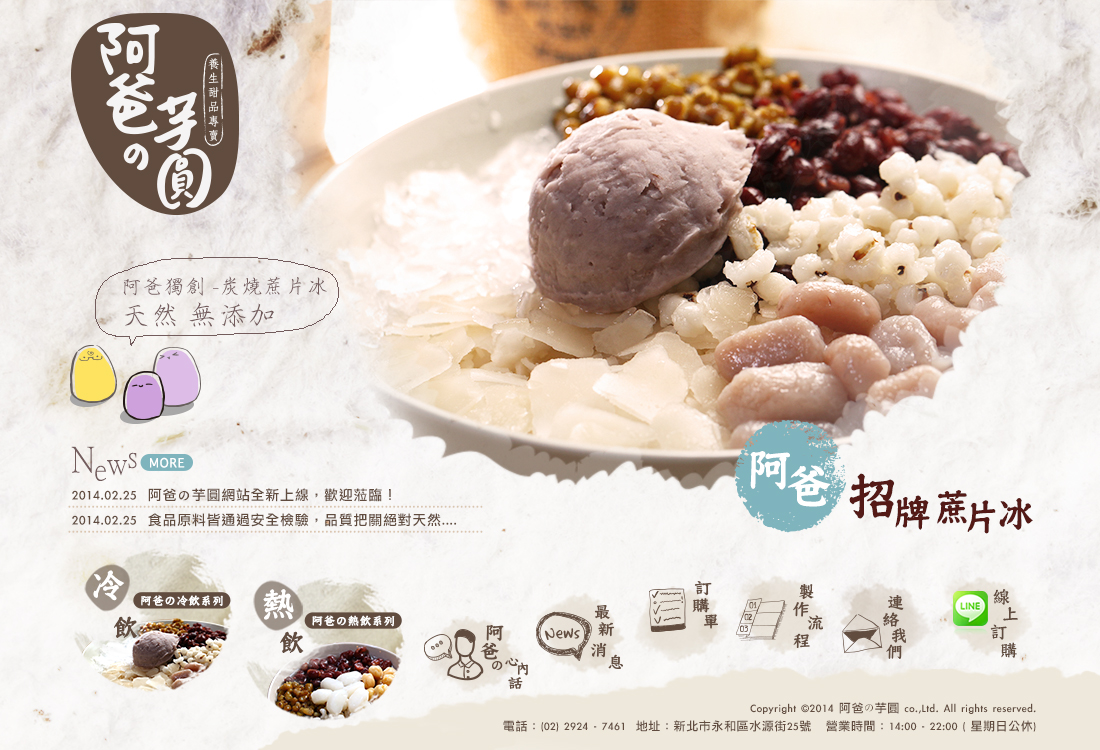 阿爸の芋圓
養生甜品專賣
阿爸獨創-炭燒蔗片冰
天然 無添加
News MORE
2014.02.25 阿爸の芋圓網站全新上線，歡迎蒞臨！
2014.02.25 食品原料皆通過安全檢驗，品質把關絕對天然....
阿爸
招牌蔗片冰
冷飲
阿爸の冷飲系列
熱飲
阿爸の熱飲系列
阿爸の心內話
News
最新消息
訂購單
01
02
03
製作流程
連絡我們
LINE
線上訂購
Copyright ©2014 阿爸の芋圓 co.,Ltd. All rights reserved.
電話：(02) 2924 - 7461 地址：新北市永和區水源街25號 營業時間：14:00 - 22:00 ( 星期日公休)